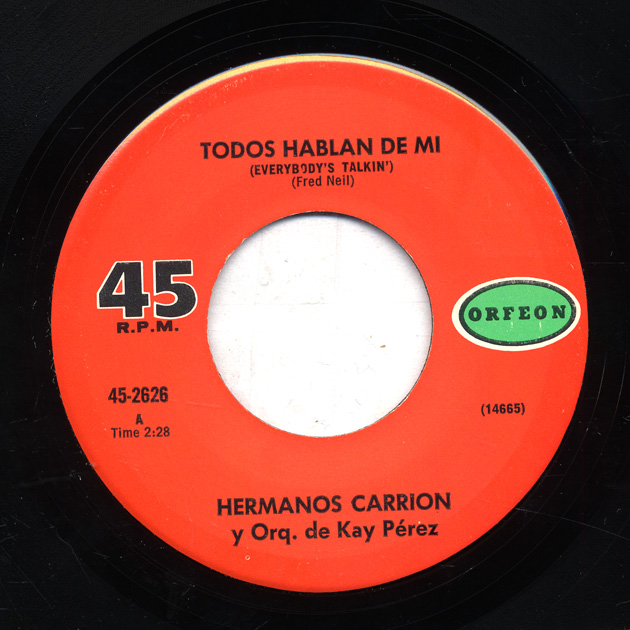 TODOS HABLAN DE MI
(EVERYBODY'S TALKIN')
(Fred Neil)
45
R.P.M.
ORFEON
45-2626
A
Time 2:28
(14665)
HERMANOS CARRiON
y Orq. de Kay Pérez